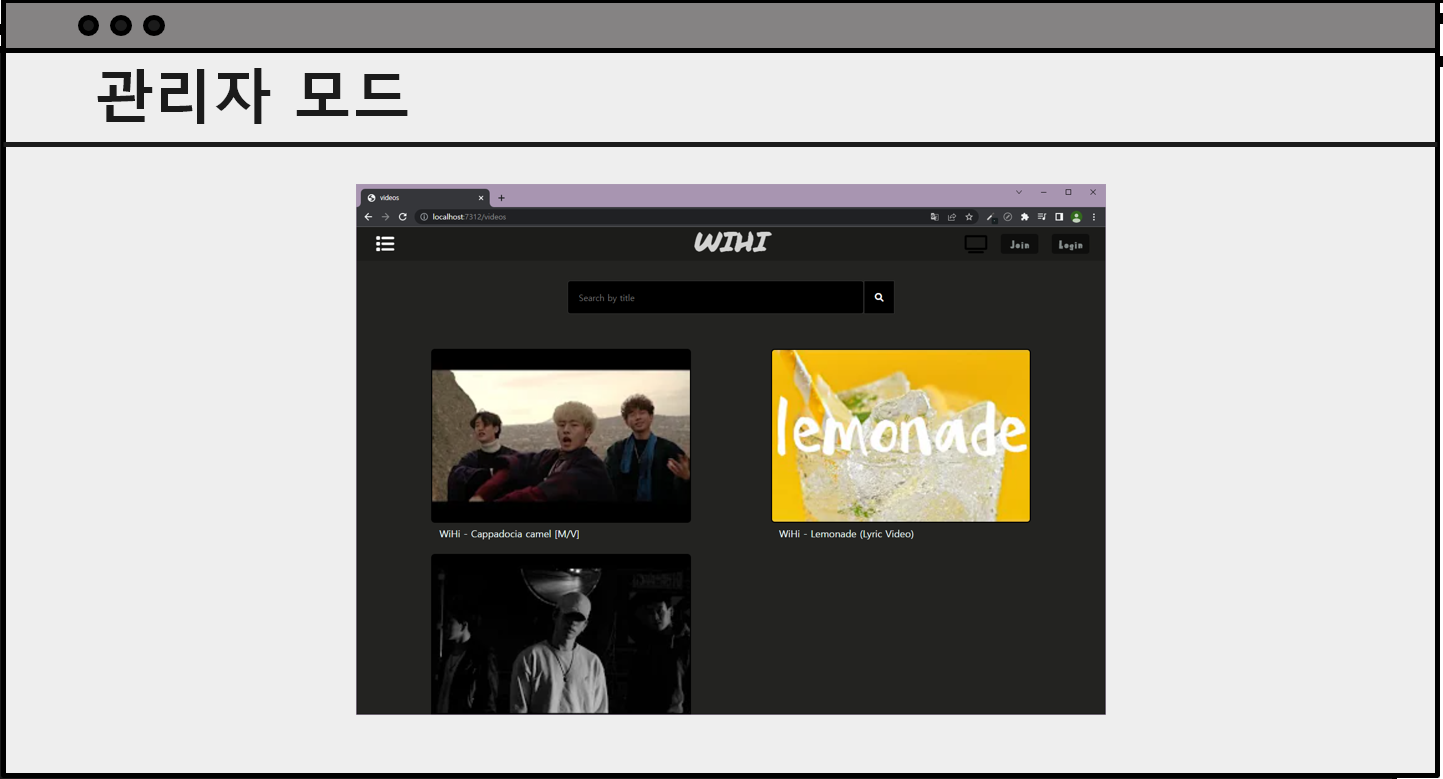 관리자 모드
videos
localhost:7312/videos
WIHI
Join
Login
Search by title
lemonade
WiHi - Cappadocia camel [M/V]
WiHi - Lemonade (Lyric Video)